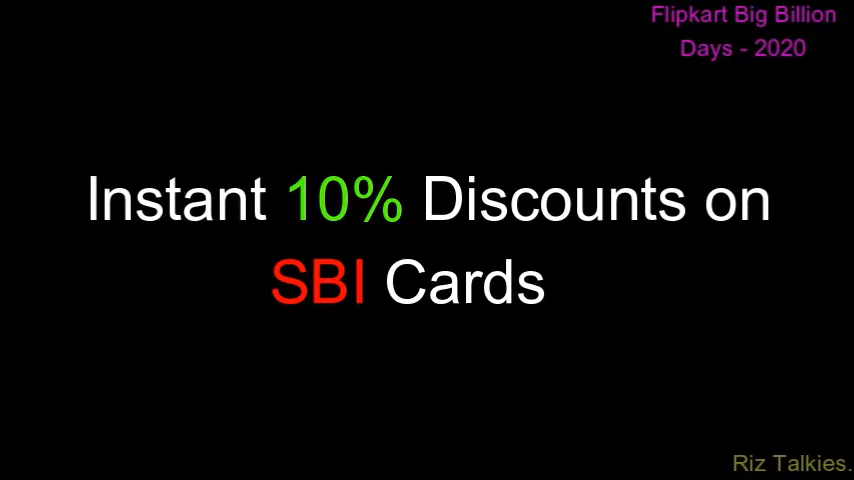 Flipkart Big Billion
Days - 2020
Instant 10% Discounts on
SBI Cards
Riz Talkies.